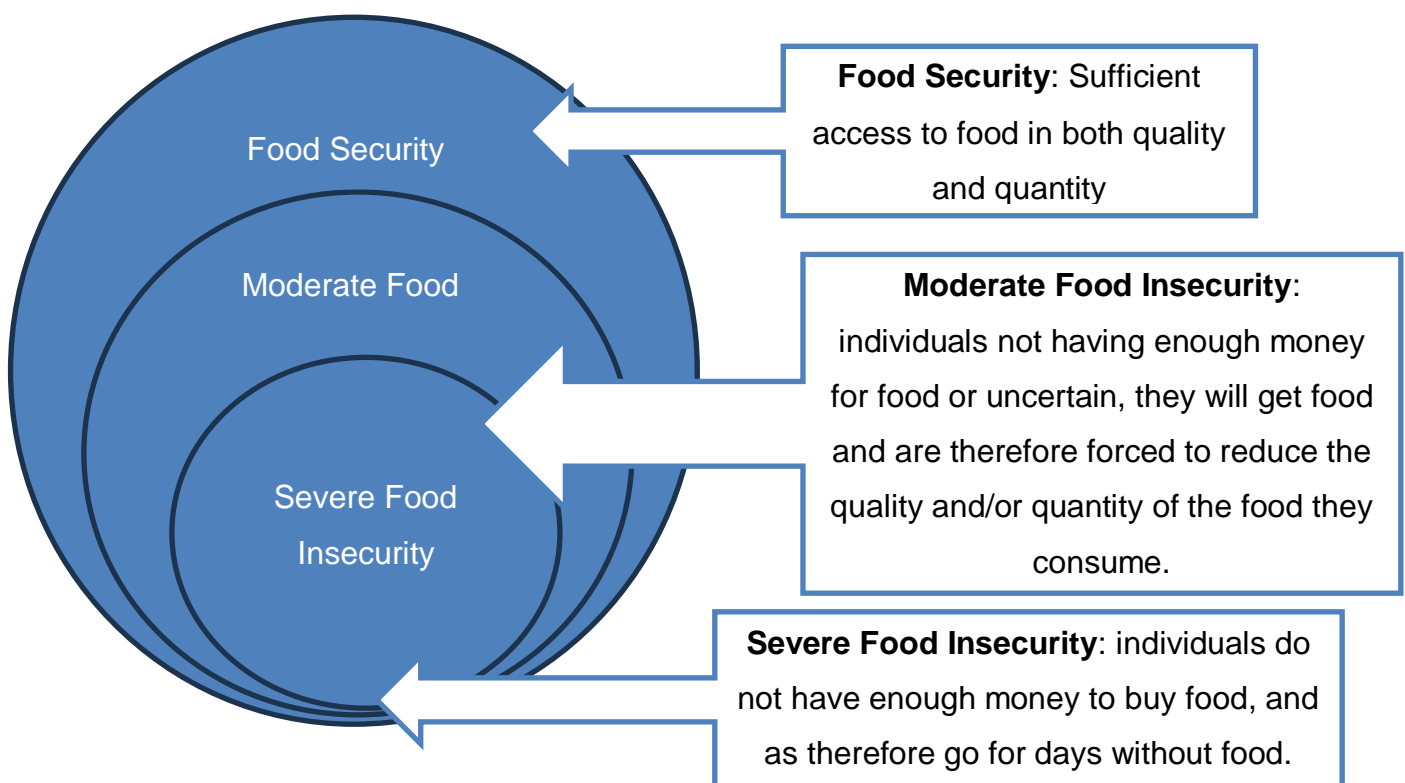 Food Security
Moderate Food
Severe Food
Insecurity
Food Security: Sufficient
access to food in both quality
and quantity
Moderate Food Insecurity:
individuals not having enough money
for food or uncertain, they will get food
and are therefore forced to reduce the
quality and/or quantity of the food they
consume.
Severe Food Insecurity: individuals do
not have enough money to buy food, and
as therefore go for days without food.